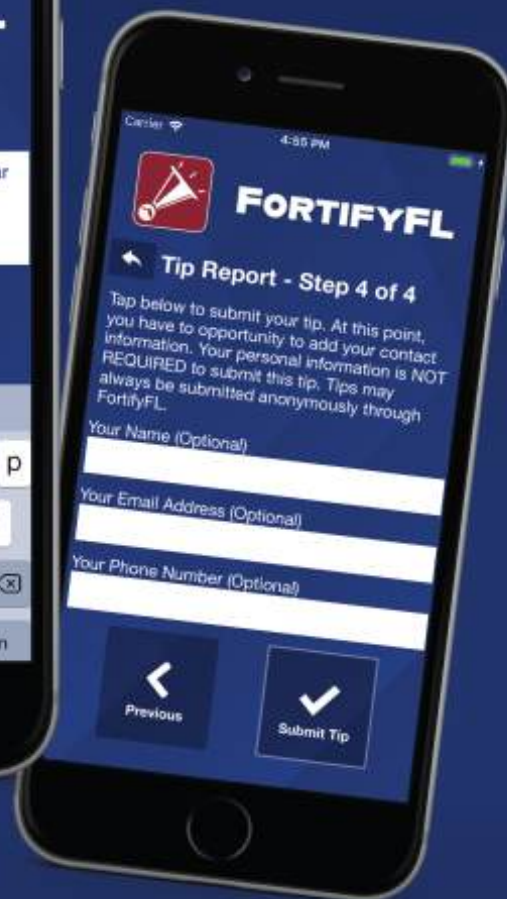 Carrier
4:55 PM
FORTIFYFL
Tip Report - Step 4 of 4
Tap below to submit your tip. At this point,
you have to opportunity to add your contact
information. Your personal information is NOT
REQUIRED to submit this tip. Tips may
always be submitted anonymously through
FortifyFL.
Your Name (Optional)
Your Email Address (Optional)
Your Phone Number (Optional)
Previous
Submit Tip
p